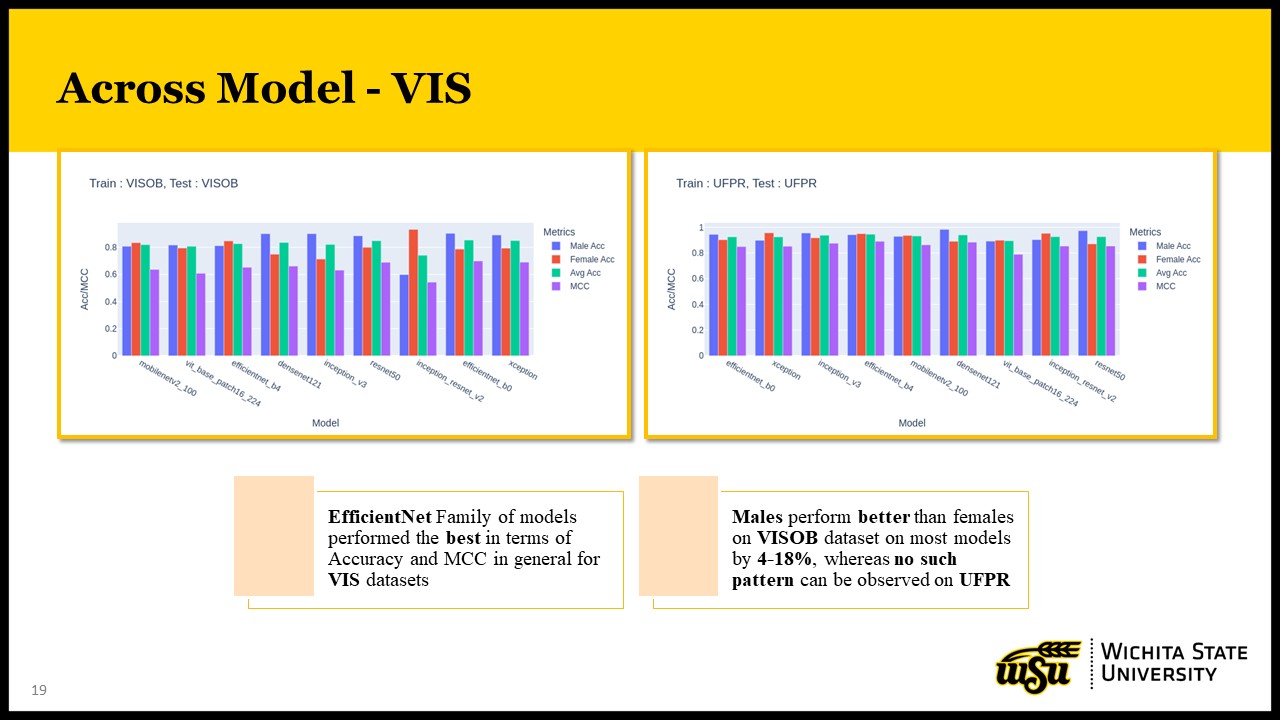 Across Model - VIS
Train : VISOB, Test : VISOB
Acc/MCC
0.8
0.6
0.4
0.2
0
mobilenetv2_100
vit_base_patch16_224
efficientnet_b4
densenet121
inception_v3
resnet50
inception_resnet_v2
efficientnet_b0
xception
Model
Metrics
Male Acc
Female Acc
Avg Acc
MCC
Train : UFPR, Test : UFPR
Acc/MCC
1
0.8
0.6
0.4
0.2
0
efficientnet_b0
xception
inception_v3
efficientnet_b4
mobilenetv2_100
densenet121
vit_base_patch16_224
inception_resnet_v2
resnet50
Model
Metrics
Male Acc
Female Acc
Avg Acc
MCC
EfficientNet Family of models
performed the best in terms of
Accuracy and MCC in general for
VIS datasets
Males perform better than females
on VISOB dataset on most models
by 4-18%, whereas no such
pattern can be observed on UFPR
WSU
WICHITA STATE
UNIVERSITY
19